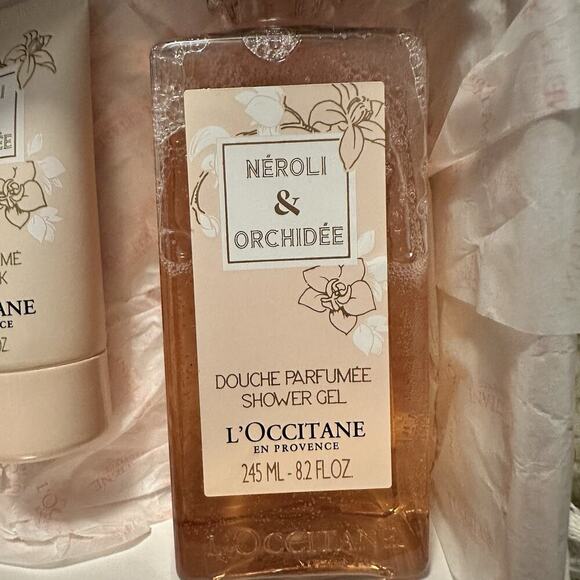 NÉROLI
&
ORCHIDÉE
DOUCHE PARFUMÉE
SHOWER GEL
L'OCCITANE
EN PROVENCE
245 ML - 8.2 FL.OZ.
L'OCCITANE